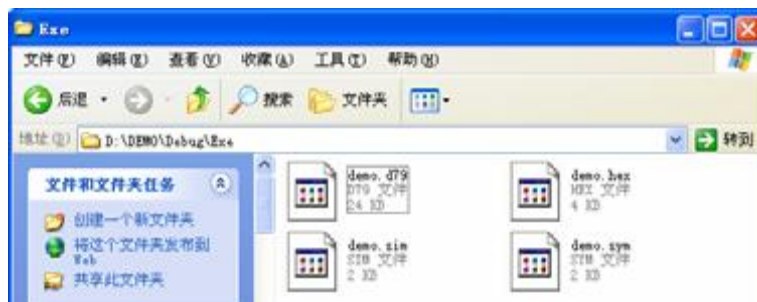 Exe
文件(F) 编辑(E) 查看(V) 收藏(A) 工具(T) 帮助(H)
后退 搜索 文件夹
地址(D) D:\DEMO\Debug\Exe 转到
文件和文件夹任务
创建一个新文件夹
将这个文件夹发布到
Web
共享此文件夹
demo.d79
D79 文件
24 KB
demo.hex
HEX 文件
4 KB
demo.sim
SIM 文件
2 KB
demo.sym
SYM 文件
2 KB